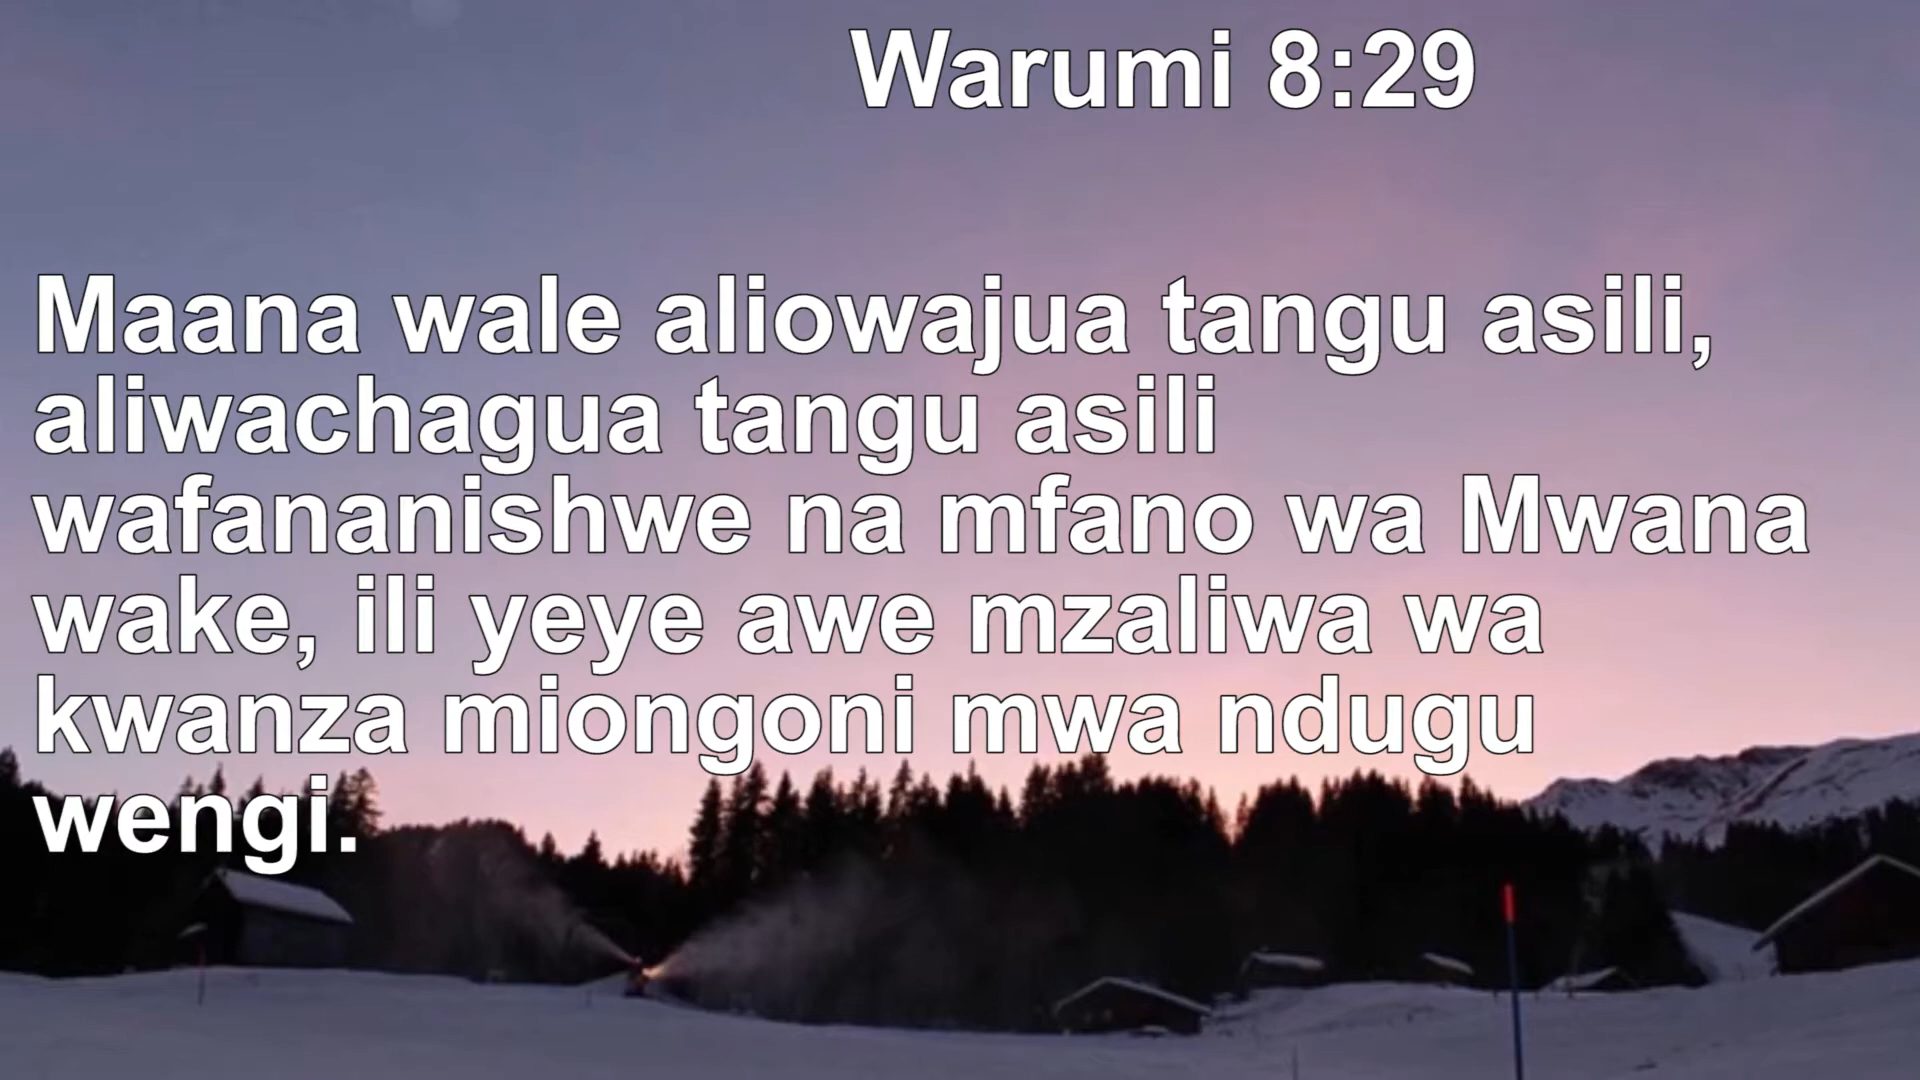 Warumi 8:29
Maana wale aliowajua tangu asili,
aliwachagua tangu asili
wafananishwe na mfano wa Mwana
wake, ili yeye awe mzaliwa wa
kwanza miongoni mwa ndugu
wengi.